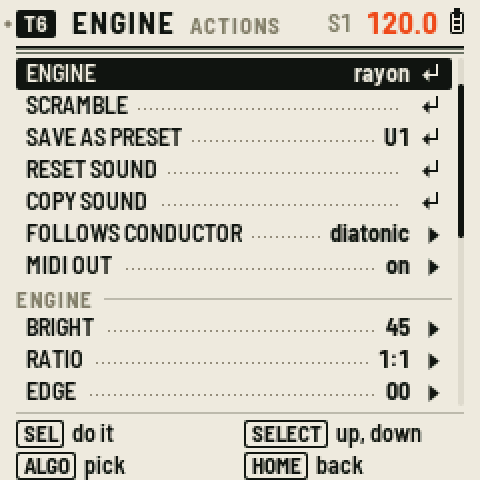 T6 ENGINE ACTIONS S1 120.0
ENGINE rayon
SCRAMBLE
SAVE AS PRESET U1
RESET SOUND
COPY SOUND
FOLLOWS CONDUCTOR diatonic
MIDI OUT on
ENGINE
BRIGHT 45
RATIO 1:1
EDGE 00
SEL do it SELECT up, down
ALGO pick HOME back